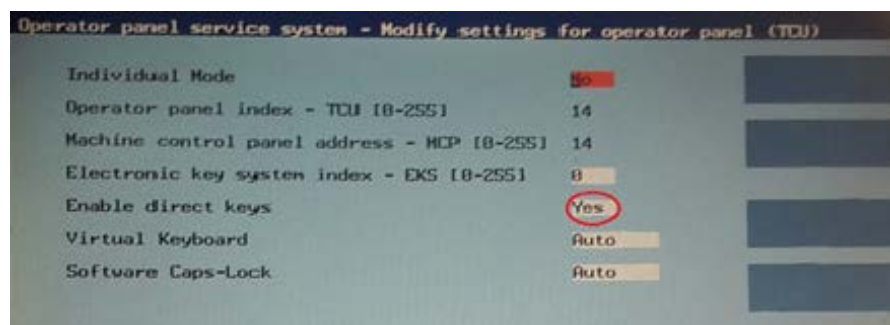 Operator panel service system - Modify settings for operator panel (TCU)
Individual Mode No
Operator panel index - TCU [0-255] 14
Machine control panel address - MCP [0-255] 14
Electronic key system index - EKS [0-255] 0
Enable direct keys Yes
Virtual Keyboard Auto
Software Caps-Lock Auto